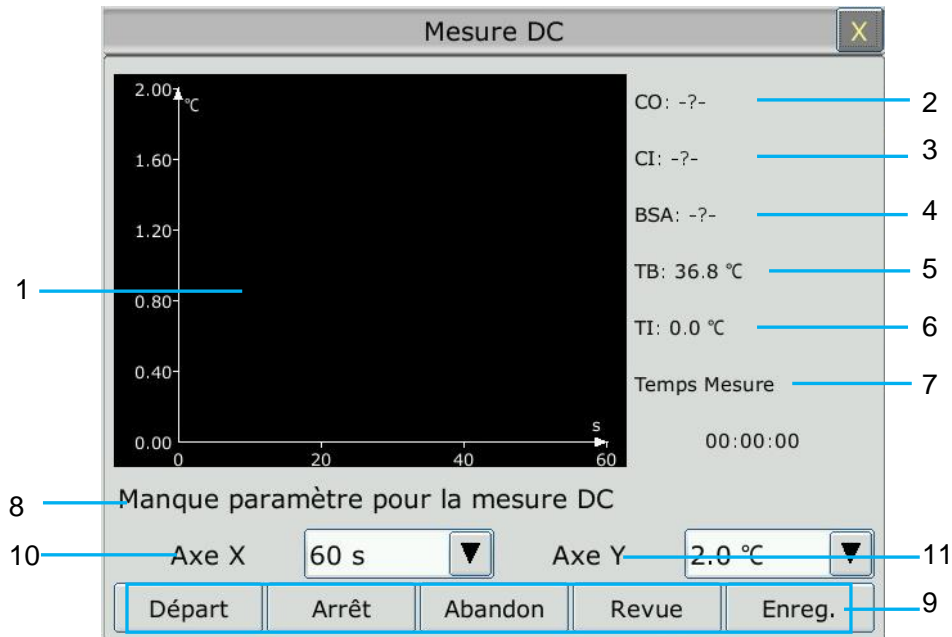 Mesure DC
X
2.00
℃
1.60
1.20
0.80
0.40
0.00
0
20
40
60
s
CO: -?-
CI: -?-
BSA: -?-
TB: 36.8 ℃
TI: 0.0 ℃
Temps Mesure
00:00:00
1
2
3
4
5
6
7
8
Manque paramètre pour la mesure DC
10
Axe X
60 s
Axe Y
2.0 ℃
11
Départ
Arrêt
Abandon
Revue
Enreg.
9